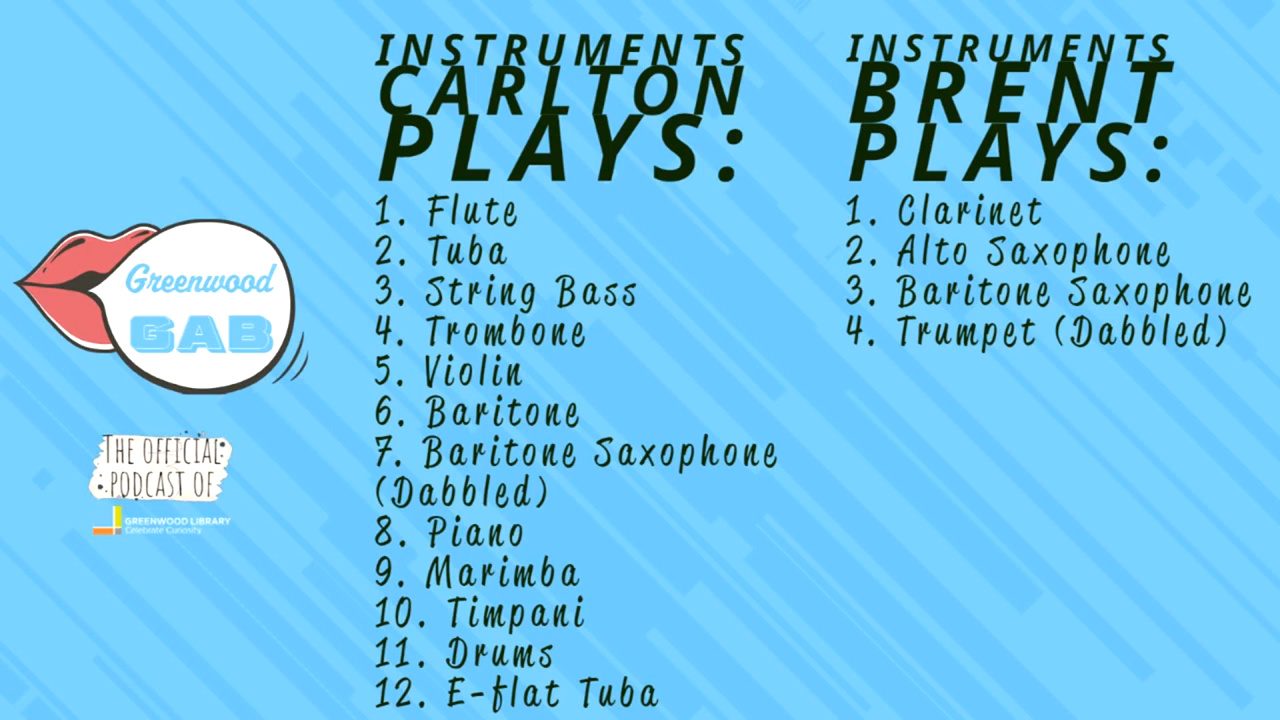 Greenwood
GAB
THE OFFICIAL
PODCAST OF
GREENWOOD LIBRARY
Celebrate Curiosity
INSTRUMENTS
CARLTON
PLAYS:
1. Flute
2. Tuba
3. String Bass
4. Trombone
5. Violin
6. Baritone
7. Baritone Saxophone
(Dabbled)
8. Piano
9. Marimba
10. Timpani
11. Drums
12. E-flat Tuba
INSTRUMENTS
BRENT
PLAYS:
1. Clarinet
2. Alto Saxophone
3. Baritone Saxophone
4. Trumpet (Dabbled)